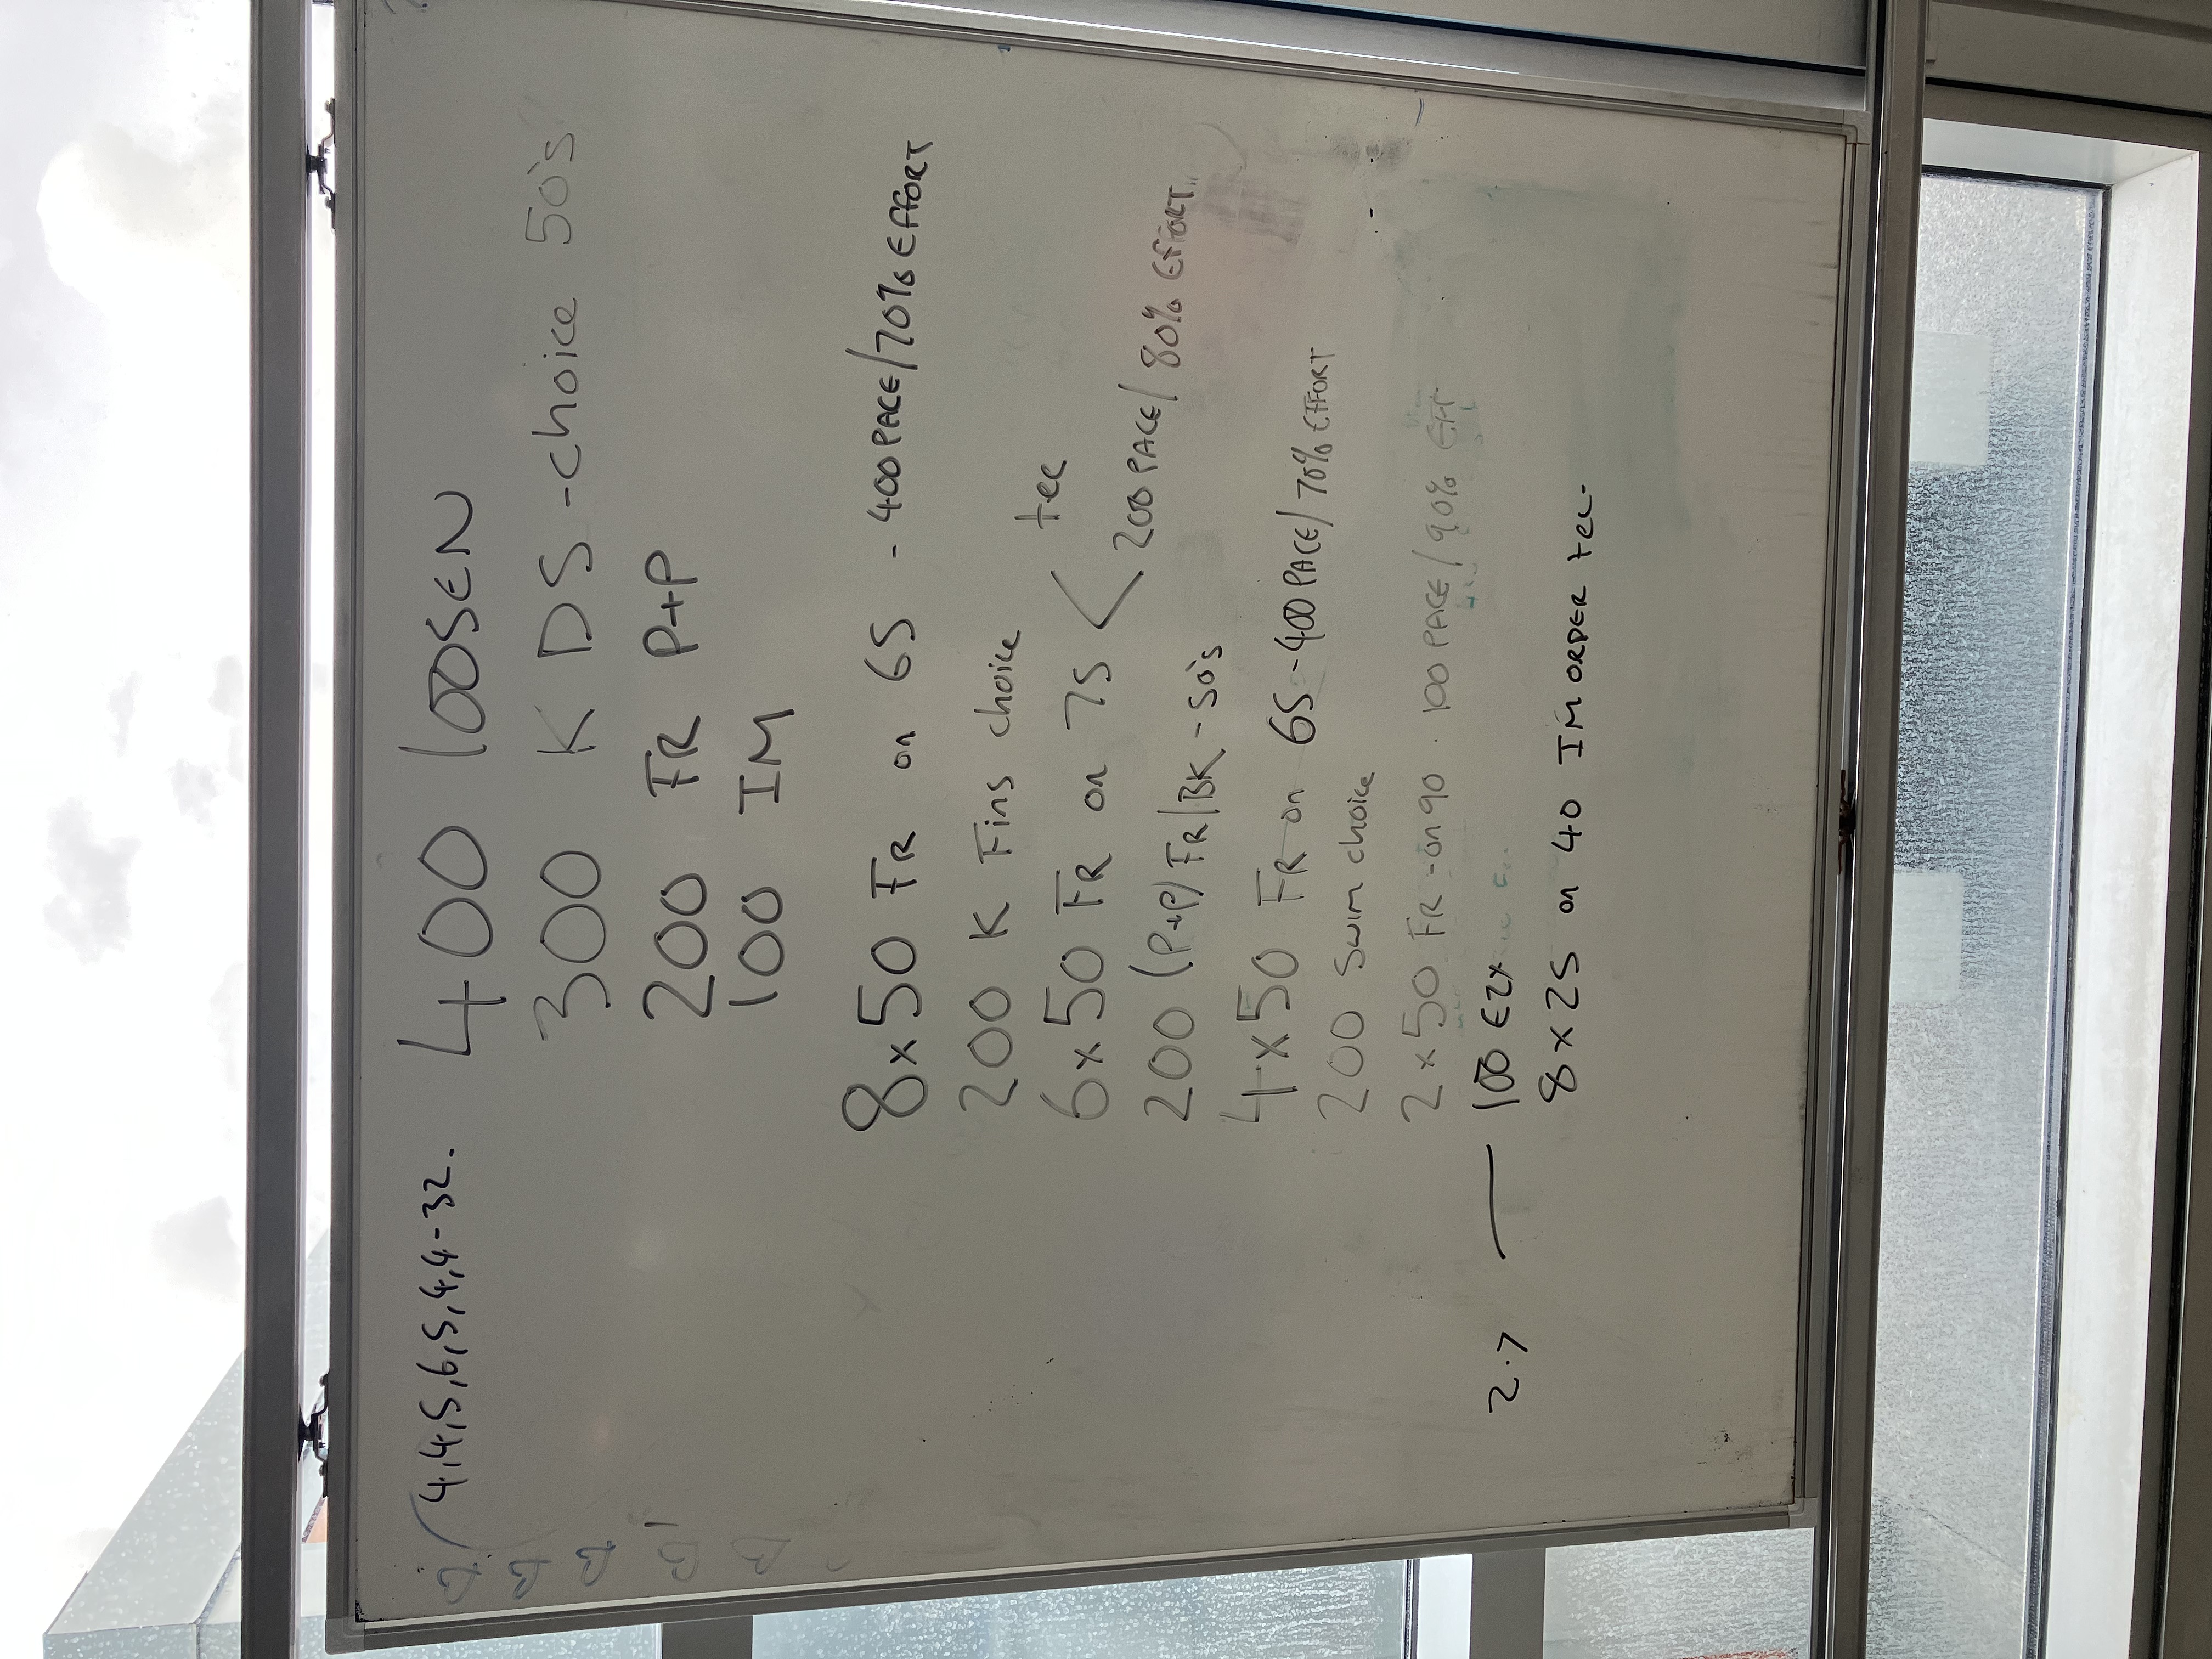 4,4,5,6,5,4,4-32.
400 LOOSEN
300 K DS - choice 50's
200 FR P+P
100 IM
8x50 FR on 65 - 400 PACE/70% EFFORT
200 K Fins choice
6x50 FR on 75 < tec
200 PACE/80% EFFORT
200 (P+P) FR/BK - 50's
4x50 FR on 65 - 400 PACE/70% EFFORT
200 Swim choice
2x50 FR - on 90 . 100 PACE/90% EFF
2.7 — 100 EZY
8x25 on 40 IM ORDER tec-